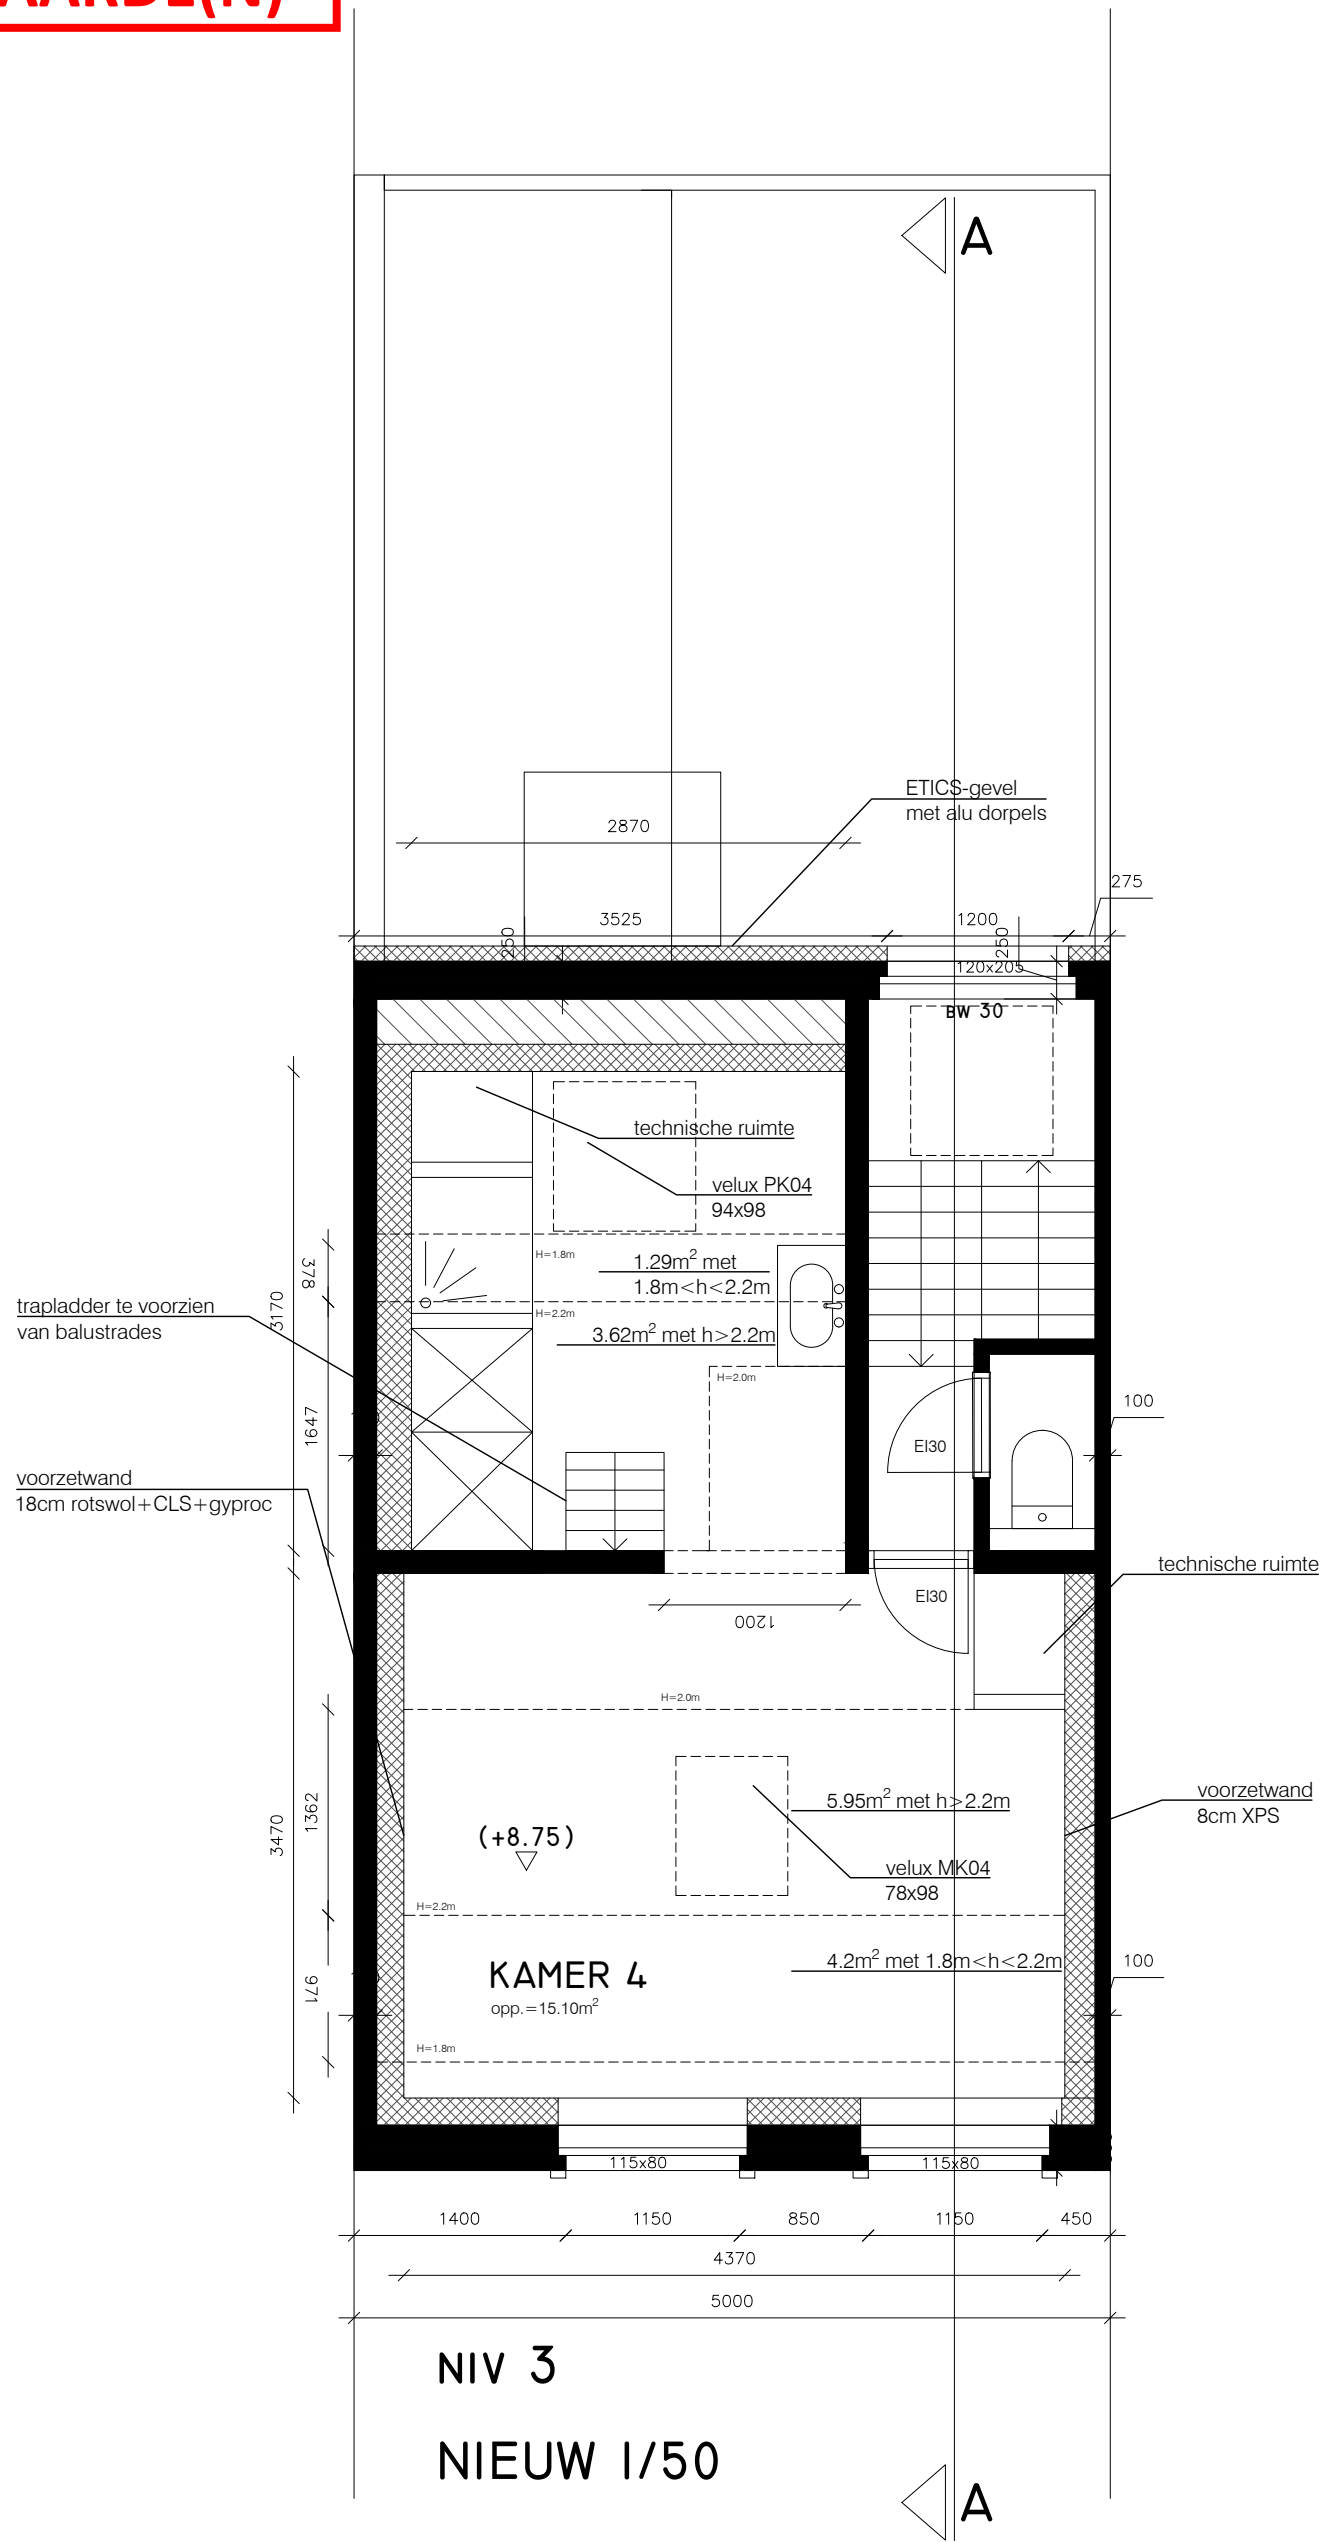 A
ETICS-gevel
met alu dorpels
2870
275
3525
1200
250
250
120x205
BW 30
technische ruimte
velux PK04
94x98
H=1.8m
1.29m² met
1.8m<h<2.2m
378
3170
trapladder te voorzien
van balustrades
H=2.2m
3.62m² met h>2.2m
H=2.0m
100
1647
EI30
voorzetwand
18cm rotswol+CLS+gyproc
technische ruimte
EI30
1200
H=2.0m
voorzetwand
8cm XPS
5.95m² met h>2.2m
1362
3470
(+8.75)
velux MK04
78x98
H=2.2m
4.2m² met 1.8m<h<2.2m
100
KAMER 4
opp.=15.10m²
971
H=1.8m
115x80
115x80
1400
1150
850
1150
450
4370
5000
NIV 3
NIEUW 1/50
A